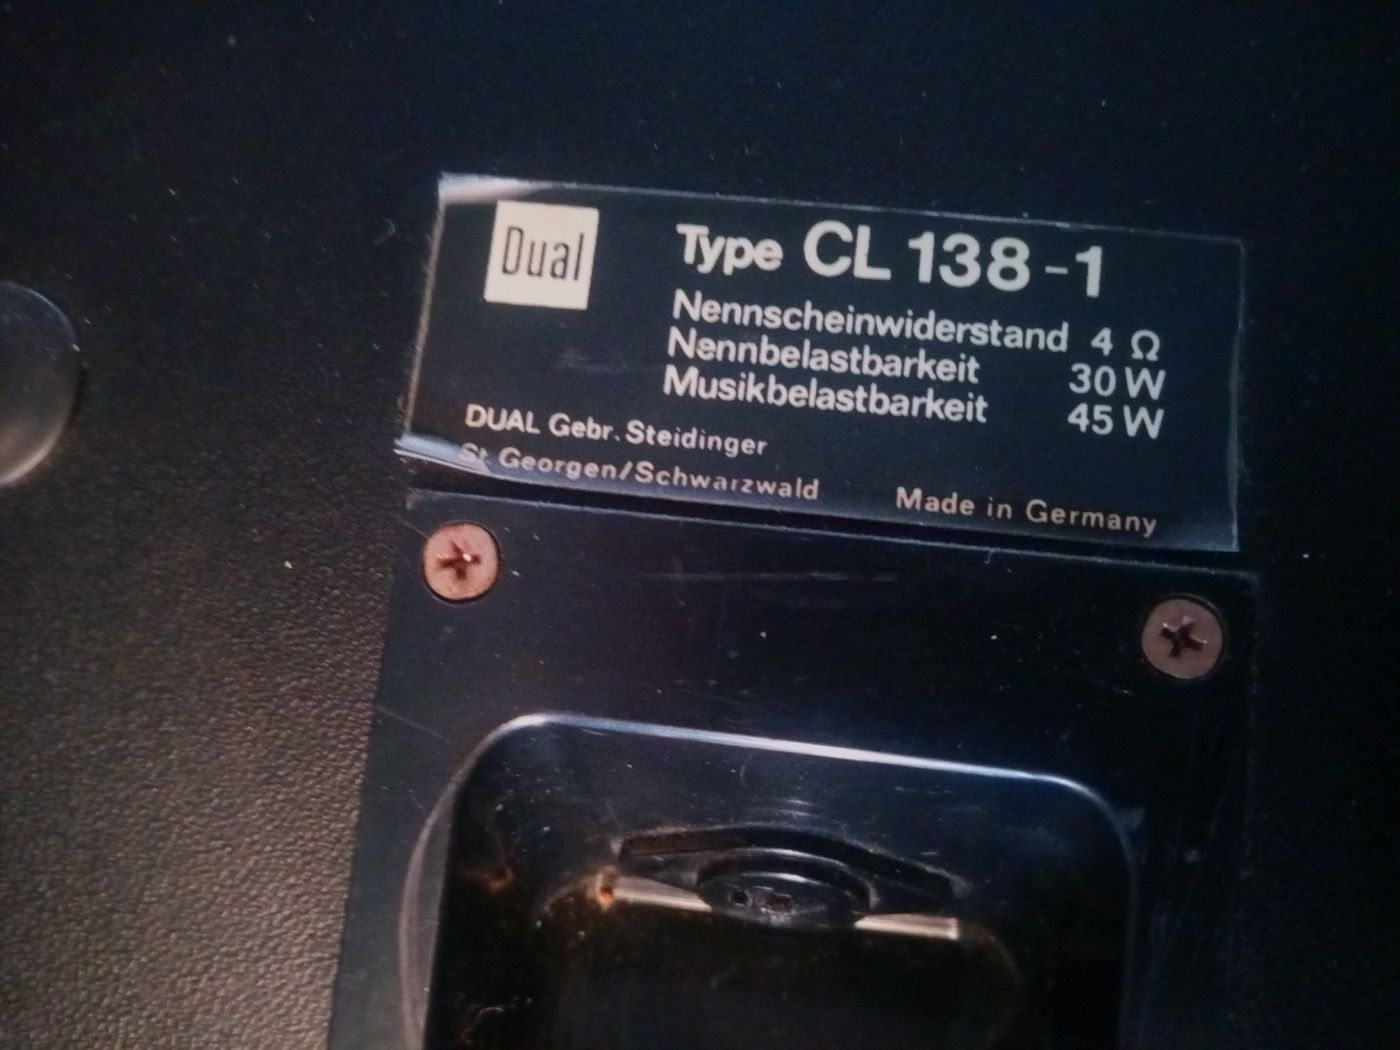 Dual
Type CL 138-1
Nennscheinwiderstand 4 Ω
Nennbelastbarkeit 30 W
Musikbelastbarkeit 45 W
DUAL Gebr. Steidinger
St. Georgen/Schwarzwald
Made in Germany